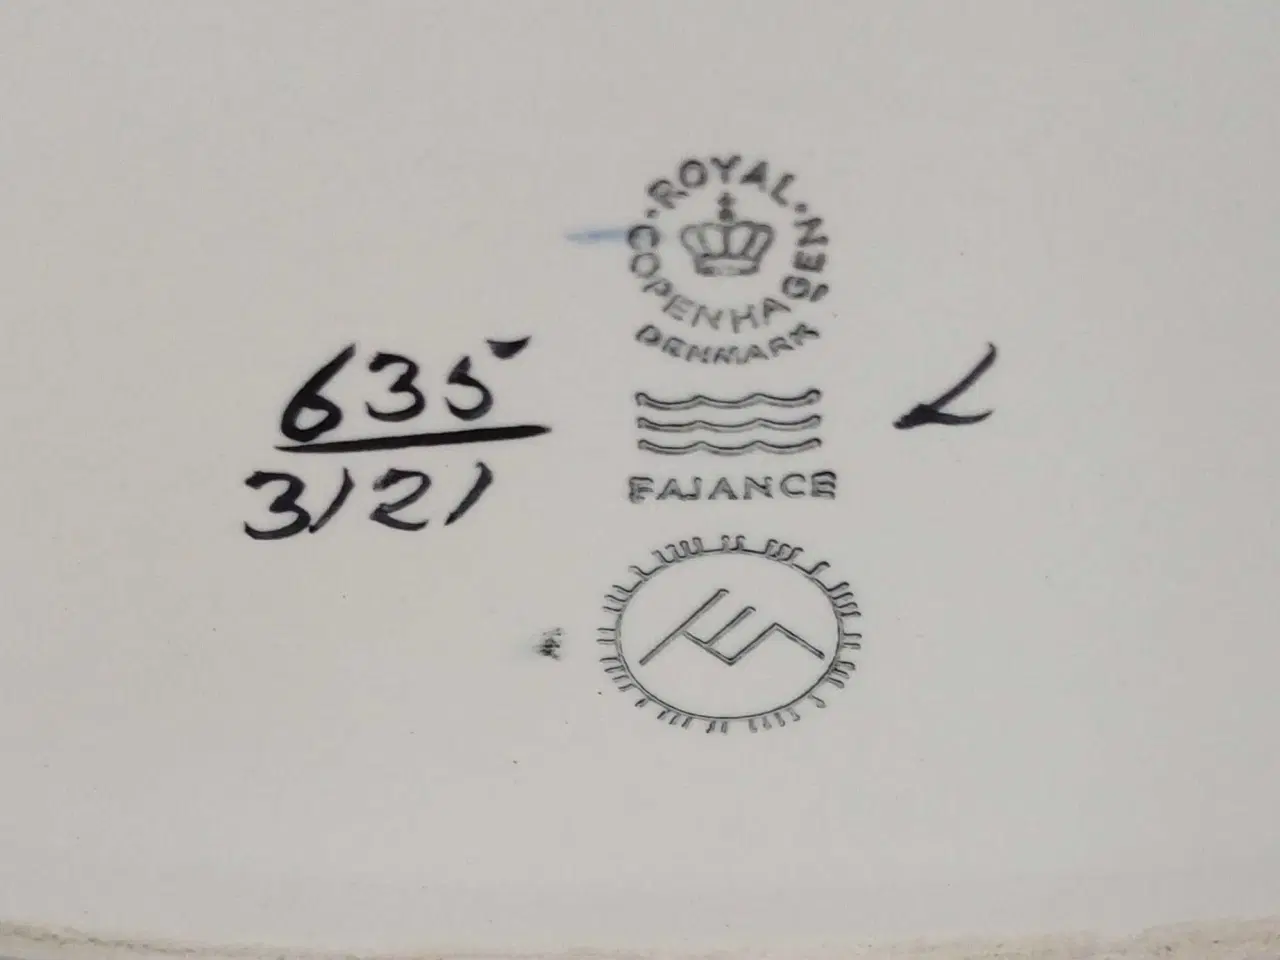 ROYAL
COPENHAGEN
DENMARK
635
3121
L
FAJANCE